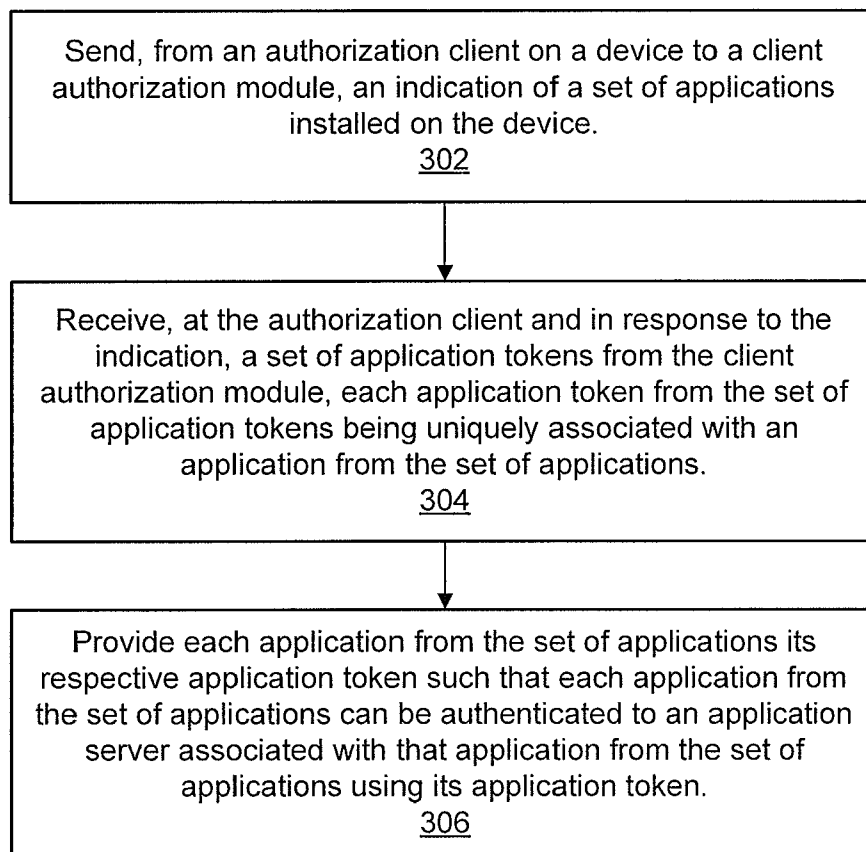 Send, from an authorization client on a device to a client
authorization module, an indication of a set of applications
installed on the device.
302
Receive, at the authorization client and in response to the
indication, a set of application tokens from the client
authorization module, each application token from the set of
application tokens being uniquely associated with an
application from the set of applications.
304
Provide each application from the set of applications its
respective application token such that each application from
the set of applications can be authenticated to an application
server associated with that application from the set of
applications using its application token.
306